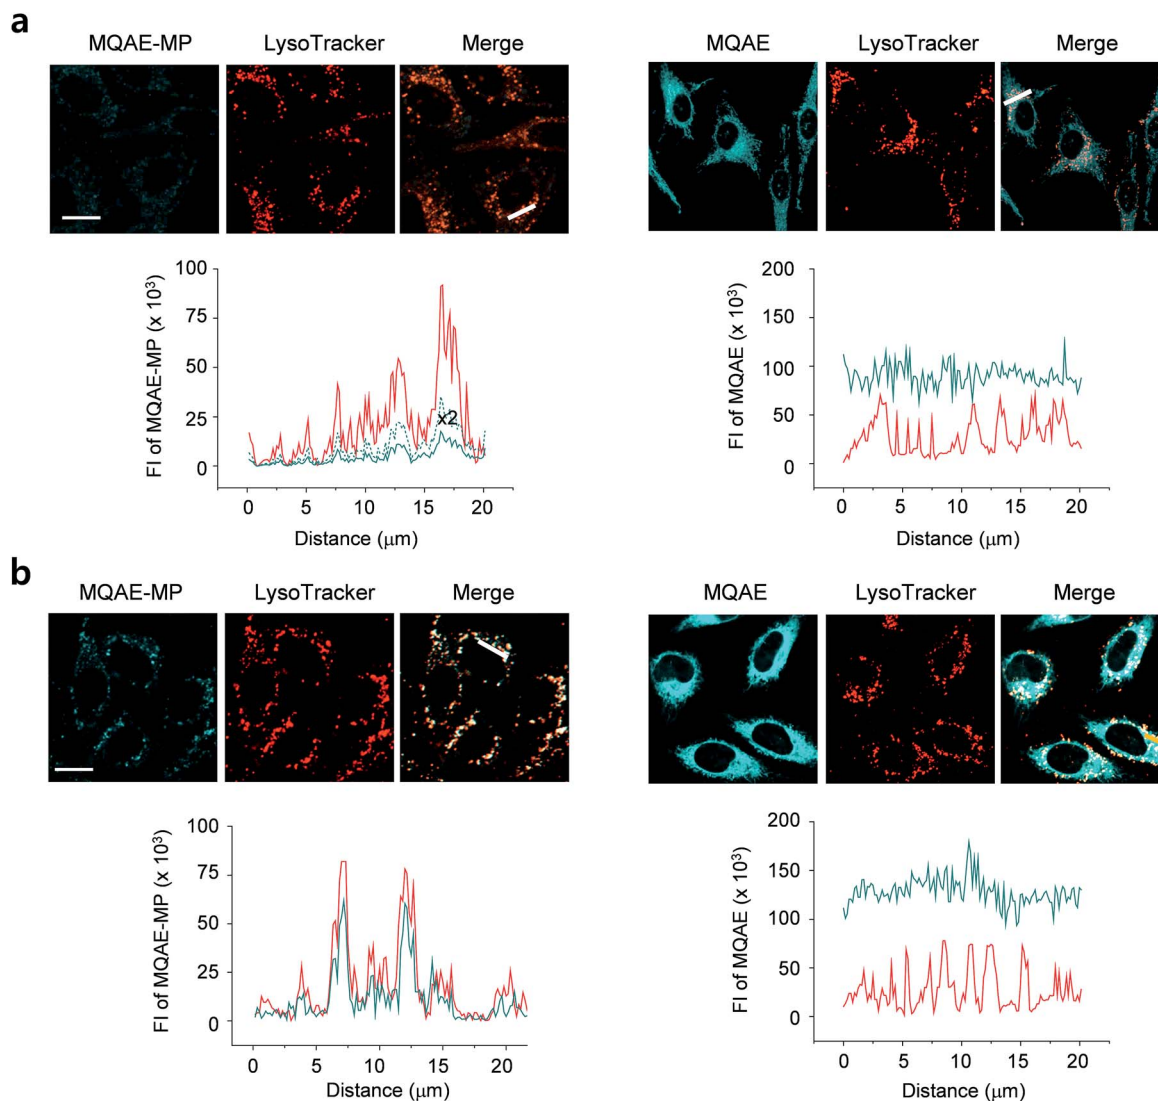 a
MQAE-MP LysoTracker Merge
MQAE LysoTracker Merge
FI of MQAE-MP (x 10³)
100
75
50
25
0
x2
0 5 10 15 20
Distance (μm)
FI of MQAE (x 10³)
200
150
100
50
0
0 5 10 15 20
Distance (μm)
b
MQAE-MP LysoTracker Merge
MQAE LysoTracker Merge
FI of MQAE-MP (x 10³)
100
75
50
25
0
0 5 10 15 20
Distance (μm)
FI of MQAE (x 10³)
200
150
100
50
0
0 5 10 15 20
Distance (μm)